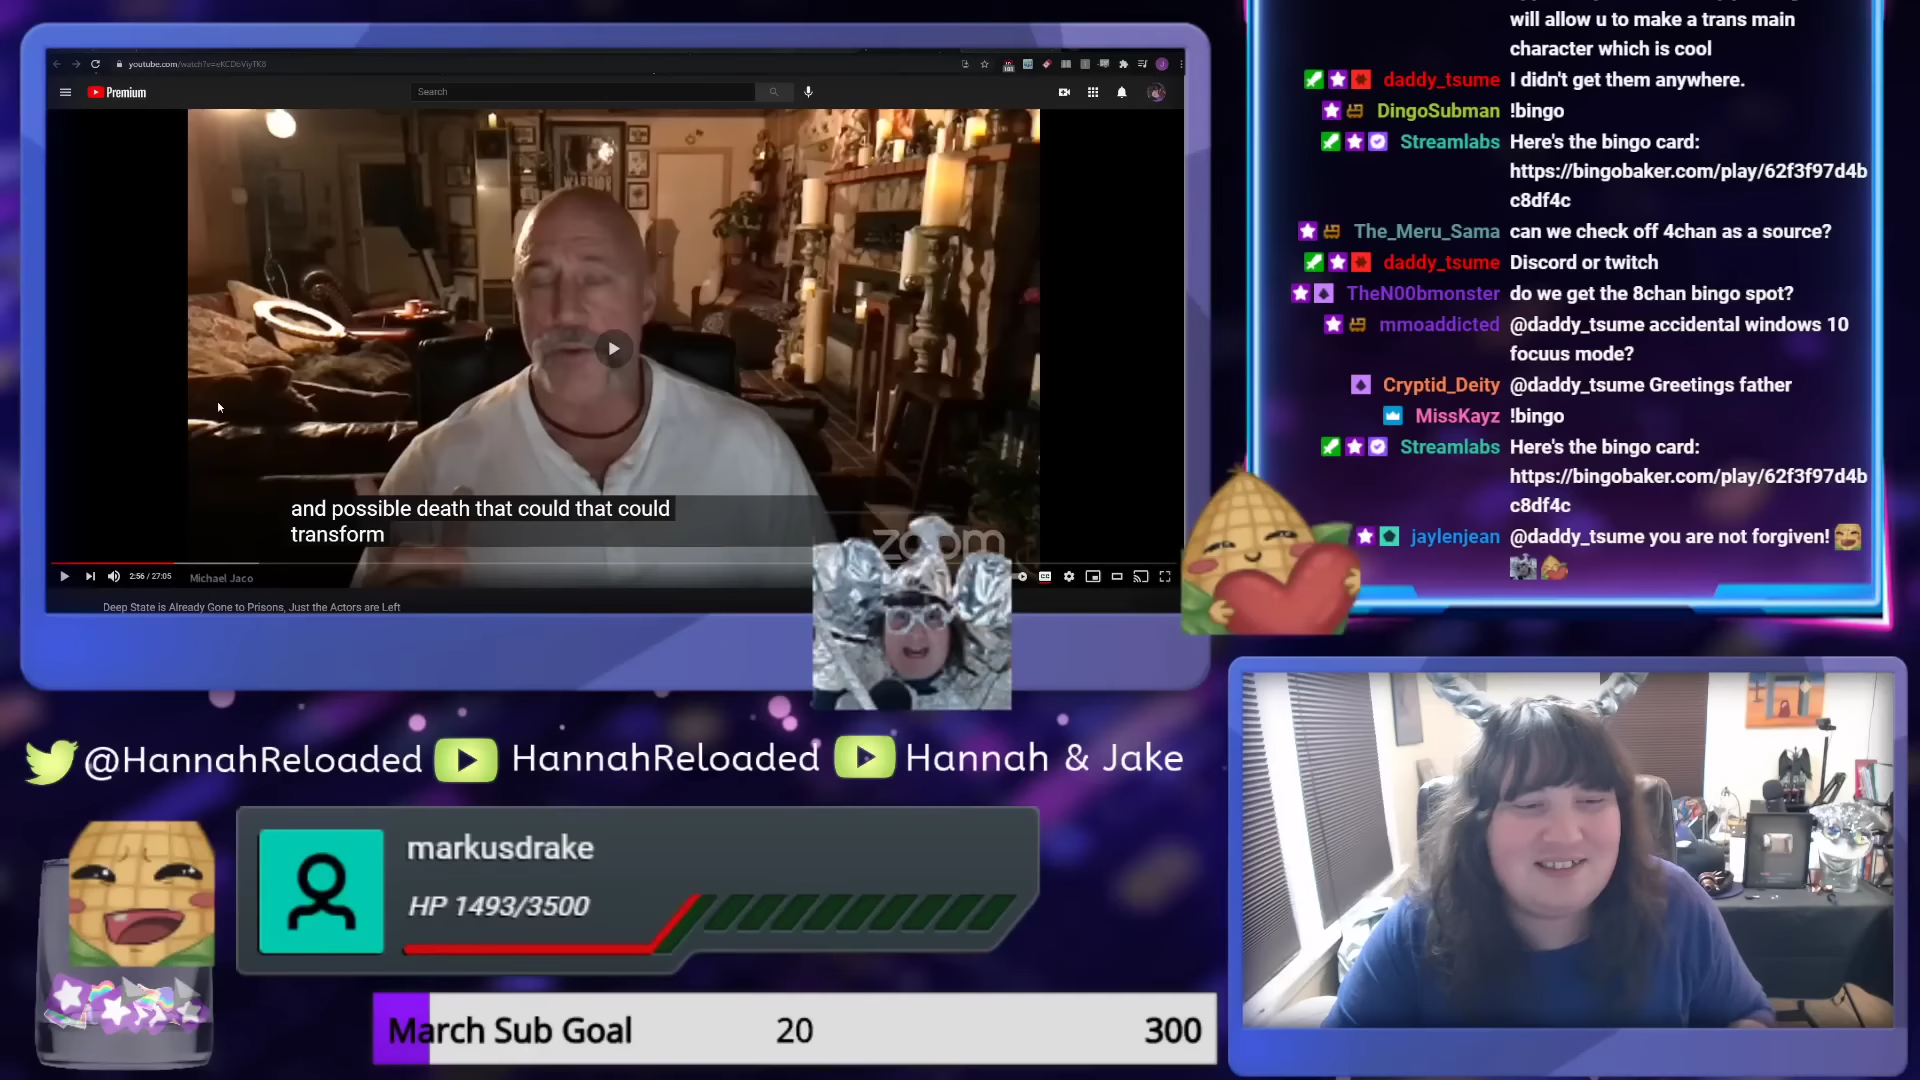 youtube.com/watch?v=eKCDbViyTK8
Premium
Search
WARRIOR
and possible death that could that could
transform
zoom
2:56 / 27:05
Michael Jaco
Deep State is Already Gone to Prisons, Just the Actors are Left
will allow u to make a trans main
character which is cool
daddy_tsume I didn't get them anywhere.
DingoSubman !bingo
Streamlabs Here's the bingo card:
https://bingobaker.com/play/62f3f97d4b
c8df4c
The_Meru_Sama can we check off 4chan as a source?
daddy_tsume Discord or twitch
TheN00bmonster do we get the 8chan bingo spot?
mmoaddicted @daddy_tsume accidental windows 10
focuus mode?
Cryptid_Deity @daddy_tsume Greetings father
MissKayz !bingo
Streamlabs Here's the bingo card:
https://bingobaker.com/play/62f3f97d4b
c8df4c
jaylenjean @daddy_tsume you are not forgiven!
@HannahReloaded HannahReloaded Hannah & Jake
markusdrake
HP 1493/3500
March Sub Goal 20 300